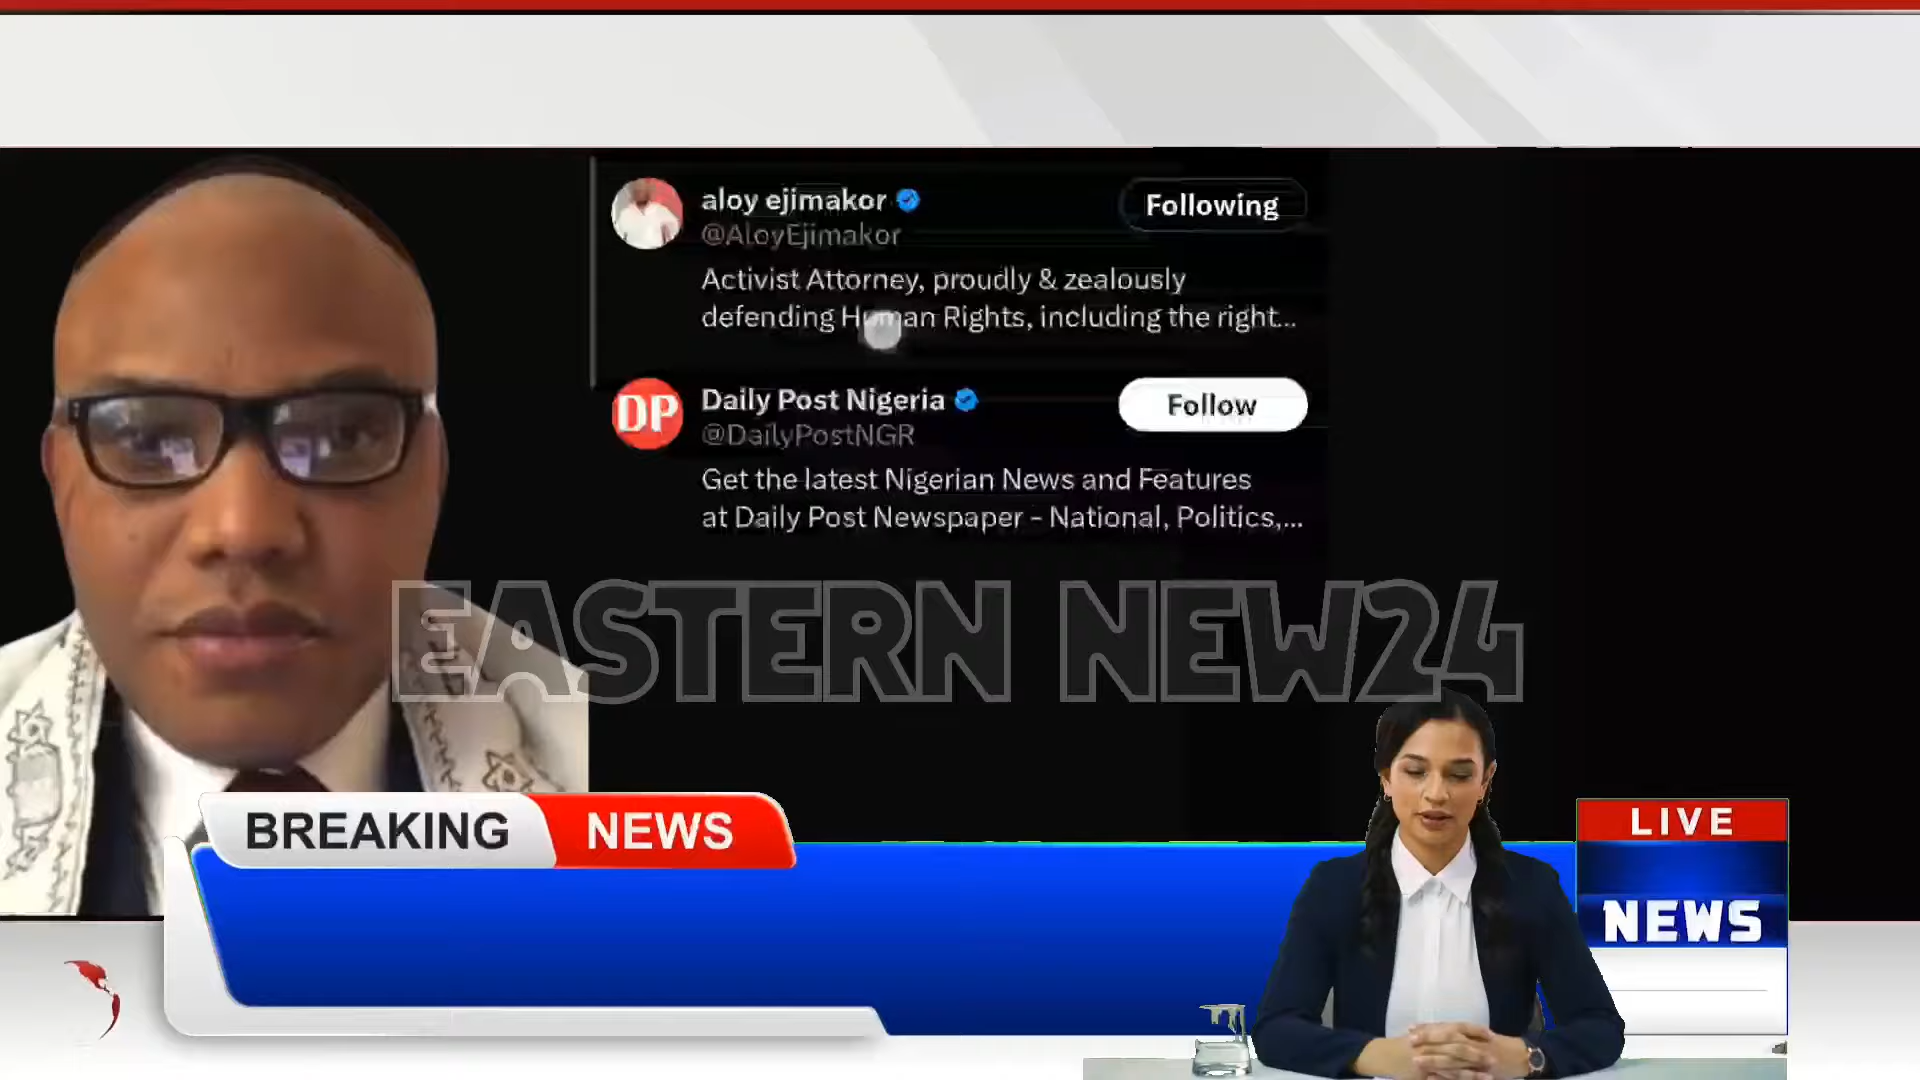 aloy ejimakor
Following
@AloyEjimakor
Activist Attorney, proudly & zealously
defending Human Rights, including the right...
DP
Daily Post Nigeria
Follow
@DailyPostNGR
Get the latest Nigerian News and Features
at Daily Post Newspaper - National, Politics,...
EASTERN NEW24
BREAKING NEWS
LIVE
NEWS